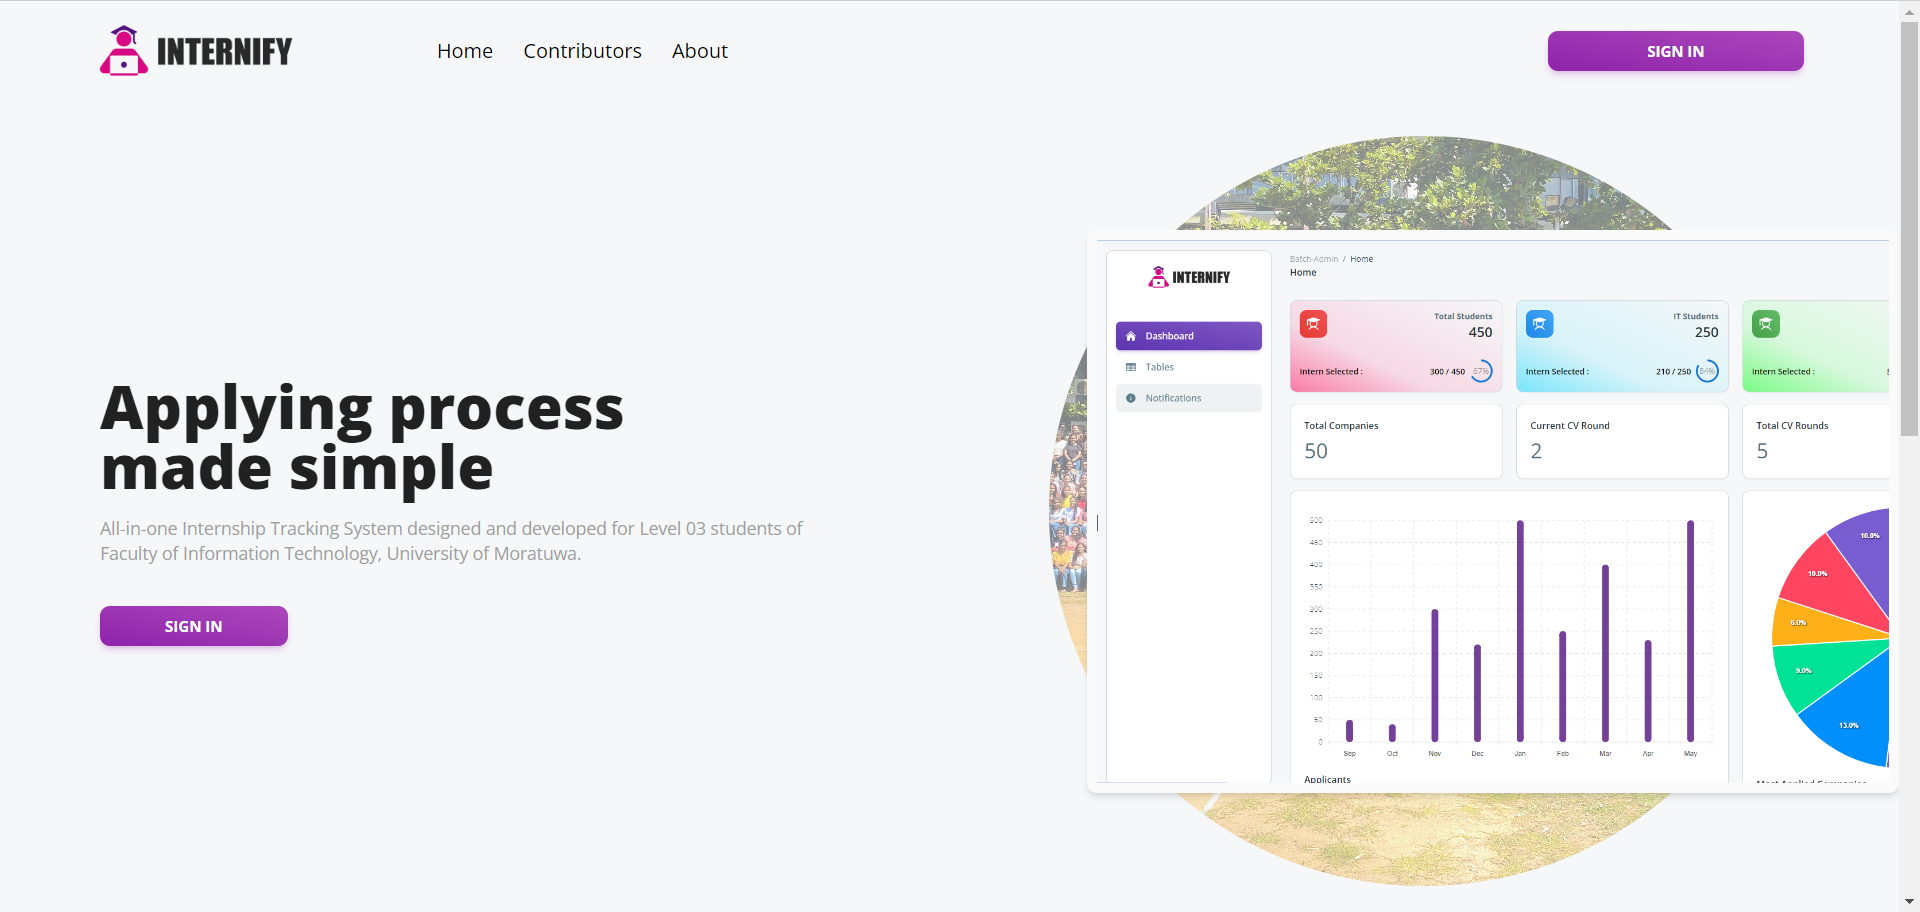 INTERNIFY
Home Contributors About
SIGN IN
Applying process
made simple
All-in-one Internship Tracking System designed and developed for Level 03 students of
Faculty of Information Technology, University of Moratuwa.
SIGN IN
INTERNIFY
Dashboard
Tables
Notifications
Batch-Admin / Home
Home
Total Students
450
Intern Selected : 300 / 450 67%
IT Students
250
Intern Selected : 210 / 250 84%
Intern Selected :
Total Companies
50
Current CV Round
2
Total CV Rounds
5
500
450
400
350
300
250
200
150
100
50
0
Sep Oct Nov Dec Jan Feb Mar Apr May
Applicants
10.0%
10.0%
6.0%
9.0%
13.0%
Most Applied Companies